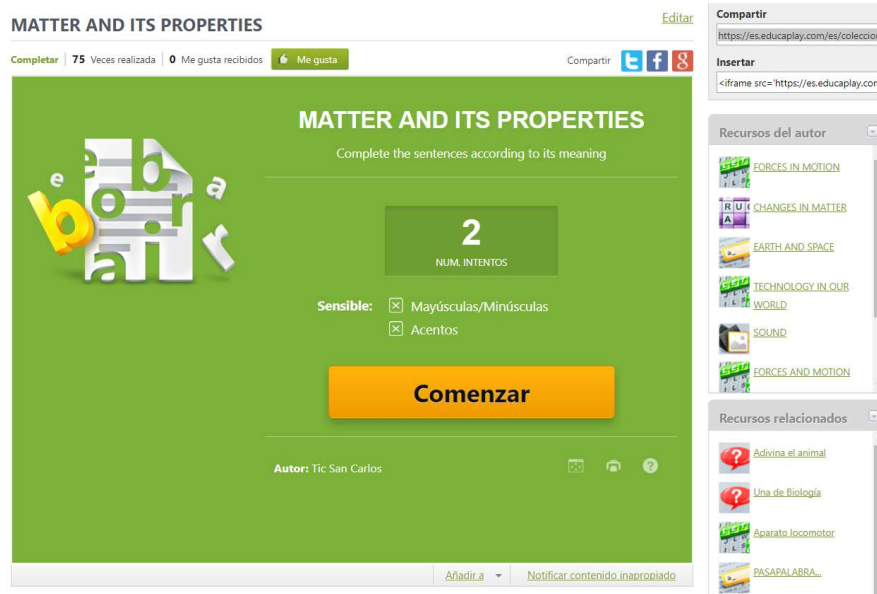 MATTER AND ITS PROPERTIES
Editar
Completar 75 Veces realizada 0 Me gusta recibidos Me gusta
Compartir
MATTER AND ITS PROPERTIES
Complete the sentences according to its meaning
2
NUM. INTENTOS
Sensible: Mayúsculas/Minúsculas
Acentos
Comenzar
Autor: Tic San Carlos
Añadir a
Notificar contenido inapropiado
Compartir
https://es.educaplay.com/es/coleccion
Insertar
<iframe src='https://es.educaplay.com
Recursos del autor
FORCES IN MOTION
CHANGES IN MATTER
EARTH AND SPACE
TECHNOLOGY IN OUR
WORLD
SOUND
FORCES AND MOTION
Recursos relacionados
Adivina el animal
Una de Biología
Aparato locomotor
PASAPALABRA...